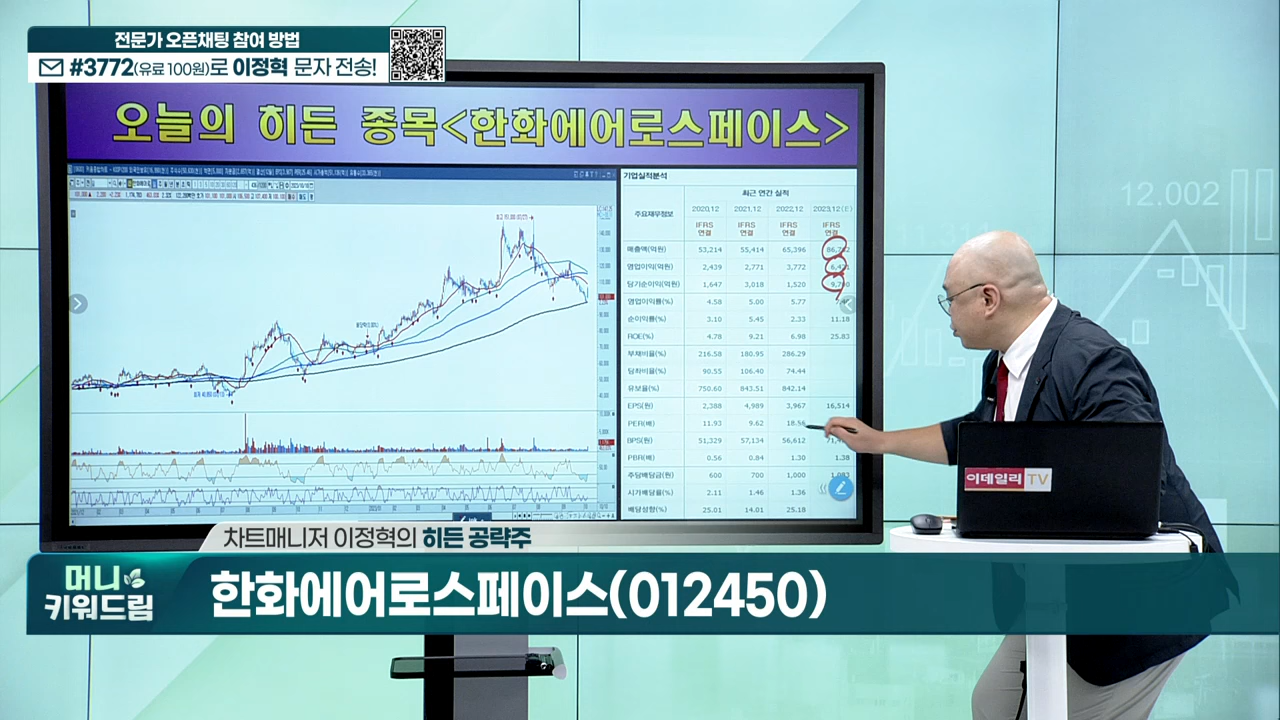 전문가 오픈채팅 참여 방법
#3772(유료 100원)로 이정혁 문자 전송!
오늘의 히든 종목<한화에어로스페이스>
12.002
기업실적분석
주요재무정보 최근 연간 실적
2020.12 2021.12 2022.12 2023.12(E)
IFRS 연결 IFRS 연결 IFRS 연결 IFRS 연결
매출액(억원) 53,214 55,414 65,396
영업이익(억원) 2,439 2,771 3,772
당기순이익(억원) 1,647 3,018 1,520
영업이익률(%) 4.58 5.00 5.77
순이익률(%) 3.10 5.45 2.33 11.18
ROE(%) 4.78 9.21 6.98 25.83
부채비율(%) 216.58 180.95 286.29
당좌비율(%) 90.55 106.40 74.44
유보율(%) 750.60 843.51 842.14
EPS(원) 2,388 4,989 3,967 16,514
PER(배) 11.93 9.62 18.56
BPS(원) 51,329 57,134 56,612
PBR(배) 0.56 0.84 1.30 1.38
주당배당금(원) 600 700 1,000 1,083
시가배당률(%) 2.11 1.46 1.36
배당성향(%) 25.01 14.01 25.18
이데일리 TV
차트매니저 이정혁의 히든 공략주
머니
키워드림
한화에어로스페이스(012450)